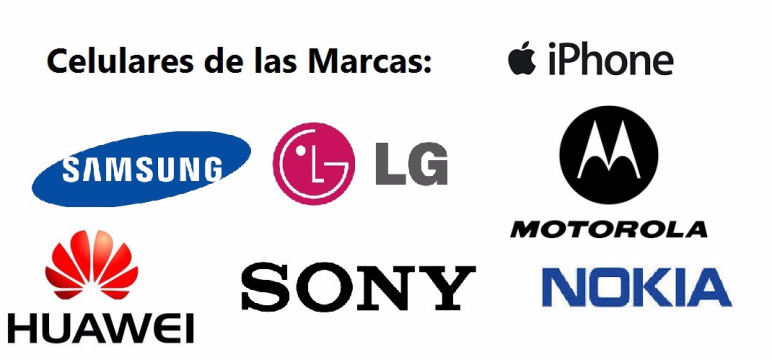 Celulares de las Marcas: iPhone
SAMSUNG LG MOTOROLA
HUAWEI SONY NOKIA